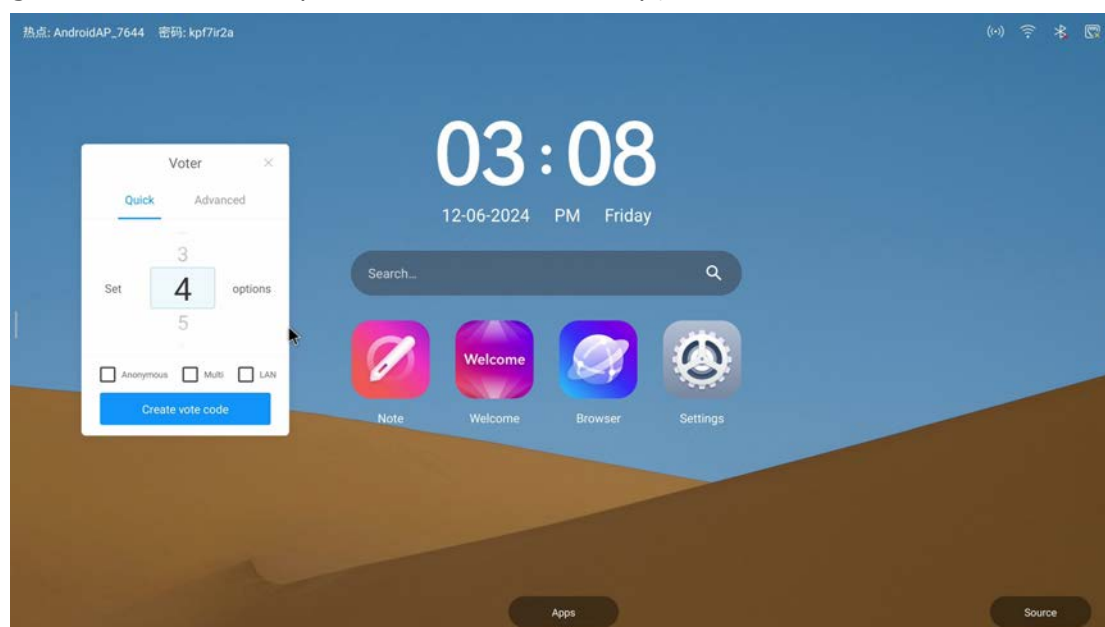 热点: AndroidAP_7644 密码: kpf7ir2a
Voter
Quick Advanced
3
Set 4 options
5
Anonymous Multi LAN
Create vote code
03:08
12-06-2024 PM Friday
Search...
Welcome
Note Welcome Browser Settings
Apps
Source